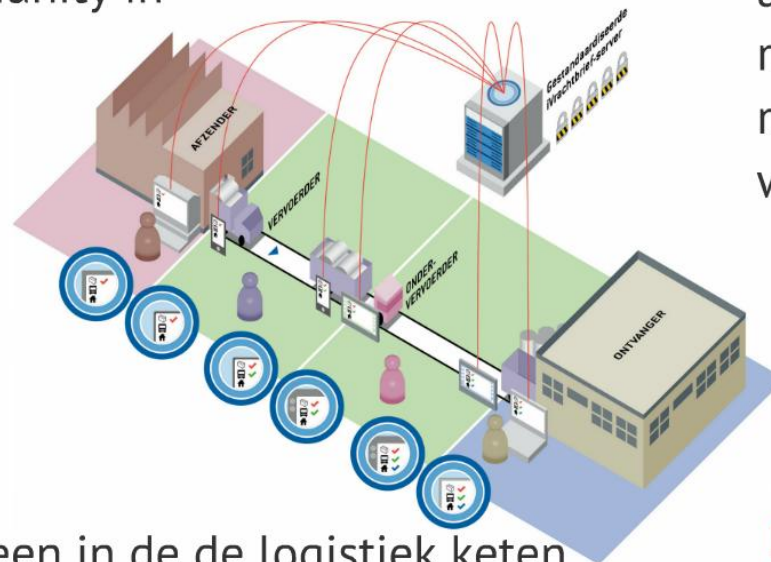 Gestandaardiseerde
iVrachtbrief-server
AFZENDER
VERVOERDER
ONDER-
VERVOERDER
ONTVANGER
een in de de logistiek keten